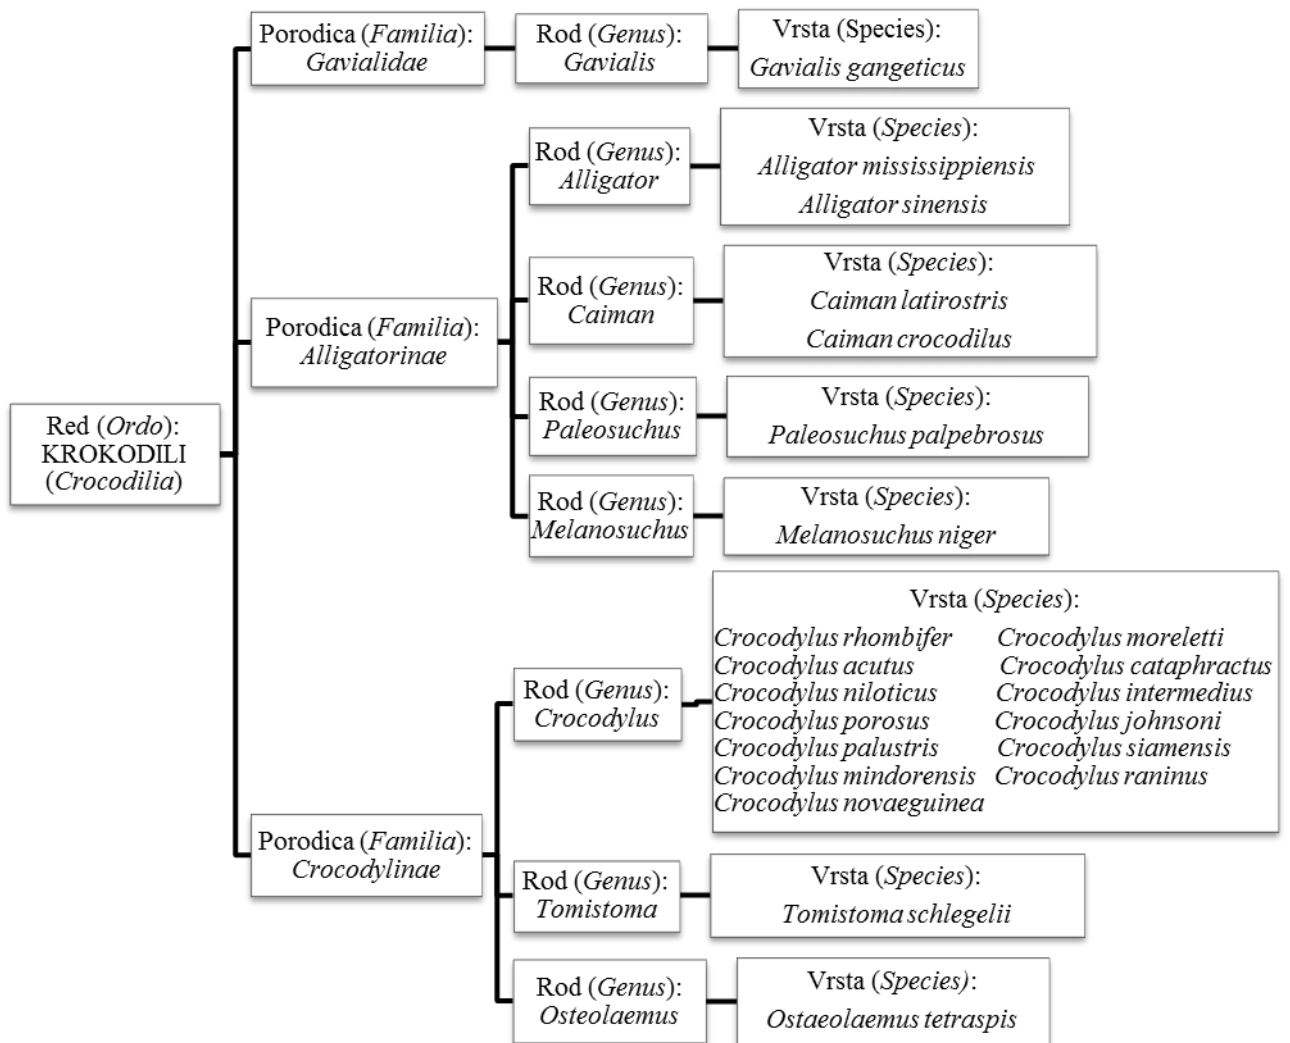 Porodica (Familia):
Gavialidae
Rod (Genus):
Gavialis
Vrsta (Species):
Gavialis gangeticus
Red (Ordo):
KROKODILI
(Crocodilia)
Porodica (Familia):
Alligatorinae
Rod (Genus):
Alligator
Vrsta (Species):
Alligator mississippiensis
Alligator sinensis
Rod (Genus):
Caiman
Vrsta (Species):
Caiman latirostris
Caiman crocodilus
Rod (Genus):
Paleosuchus
Vrsta (Species):
Paleosuchus palpebrosus
Rod (Genus):
Melanosuchus
Vrsta (Species):
Melanosuchus niger
Porodica (Familia):
Crocodylinae
Rod (Genus):
Crocodylus
Vrsta (Species):
Crocodylus rhombifer Crocodylus moreletti
Crocodylus acutus Crocodylus cataphractus
Crocodylus niloticus Crocodylus intermedius
Crocodylus porosus Crocodylus johnsoni
Crocodylus palustris Crocodylus siamensis
Crocodylus mindorensis Crocodylus raninus
Crocodylus novaeguinea
Rod (Genus):
Tomistoma
Vrsta (Species):
Tomistoma schlegelii
Rod (Genus):
Osteolaemus
Vrsta (Species):
Ostaeolaemus tetraspis